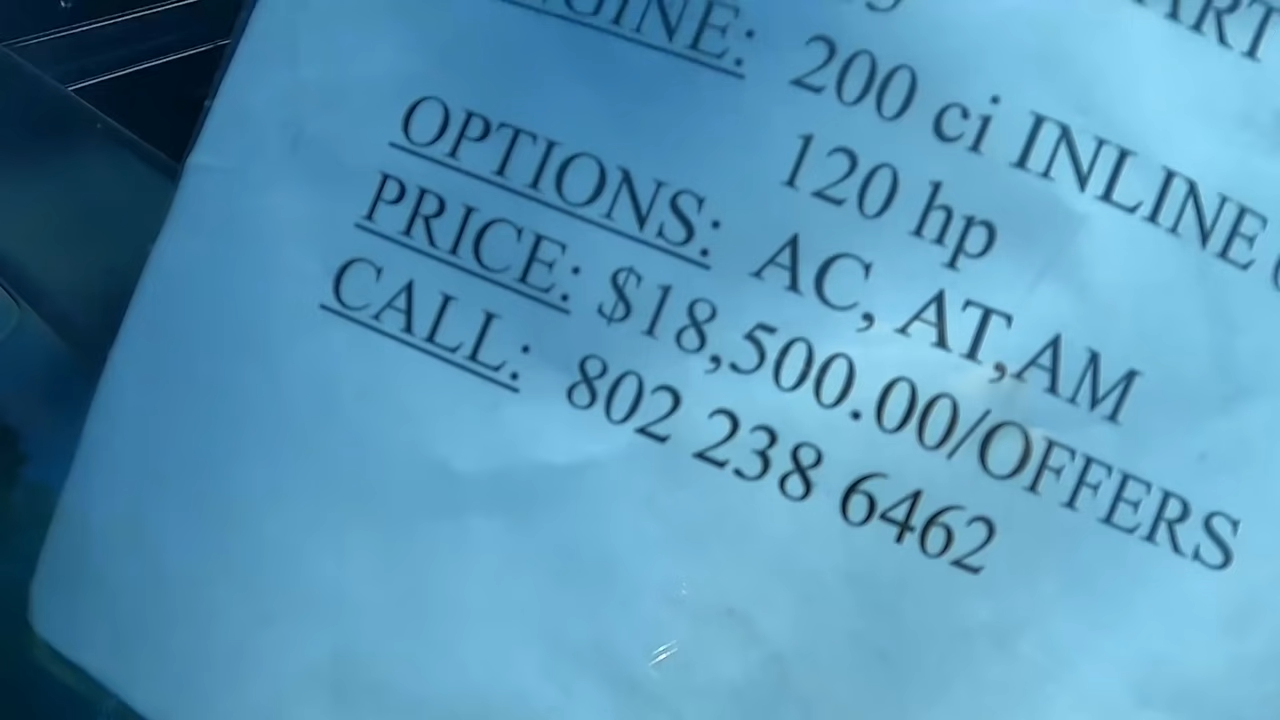 ENGINE: 200 ci INLINE
120 hp
OPTIONS: AC, AT,AM
PRICE: $18,500.00/OFFERS
CALL: 802 238 6462